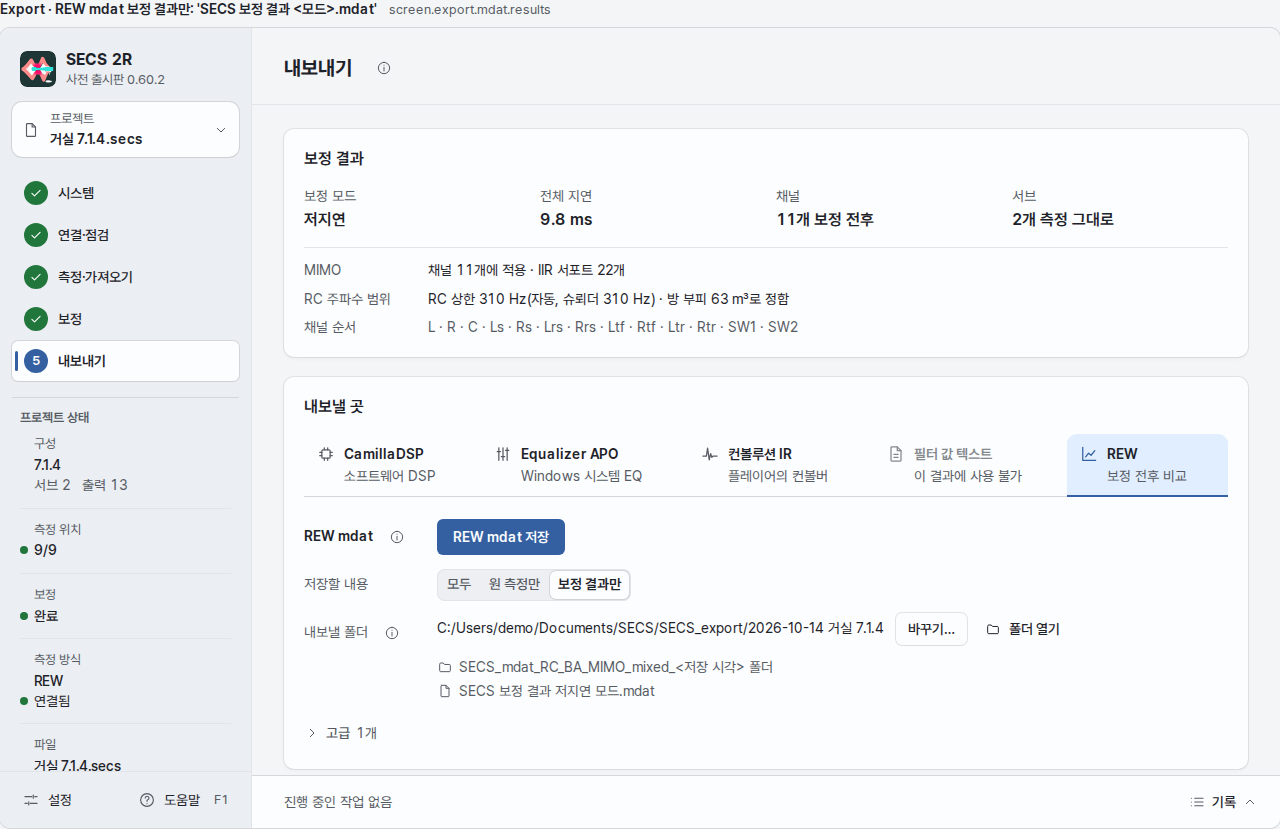 Export · REW mdat 보정 결과만: 'SECS 보정 결과 <모드>.mdat' screen.export.mdat.results
SECS 2R
사전 출시판 0.60.2
프로젝트
거실 7.1.4.secs
시스템
연결·점검
측정·가져오기
보정
5 내보내기
프로젝트 상태
구성
7.1.4
서브 2 출력 13
측정 위치
9/9
보정
완료
측정 방식
REW
연결됨
파일
거실 7.1.4.secs
설정 도움말 F1
내보내기
보정 결과
보정 모드 전체 지연 채널 서브
저지연 9.8 ms 11개 보정 전후 2개 측정 그대로
MIMO 채널 11개에 적용 · IIR 서포트 22개
RC 주파수 범위 RC 상한 310 Hz(자동, 슈뢰더 310 Hz) · 방 부피 63 m³로 정함
채널 순서 L · R · C · Ls · Rs · Lrs · Rrs · Ltf · Rtf · Ltr · Rtr · SW1 · SW2
내보낼 곳
CamillaDSP Equalizer APO 컨볼루션 IR 필터 값 텍스트 REW
소프트웨어 DSP Windows 시스템 EQ 플레이어의 컨볼버 이 결과에 사용 불가 보정 전후 비교
REW mdat REW mdat 저장
저장할 내용 모두 원 측정만 보정 결과만
내보낼 폴더 C:/Users/demo/Documents/SECS/SECS_export/2026-10-14 거실 7.1.4 바꾸기... 폴더 열기
SECS_mdat_RC_BA_MIMO_mixed_<저장 시각> 폴더
SECS 보정 결과 저지연 모드.mdat
고급 1개
진행 중인 작업 없음 기록